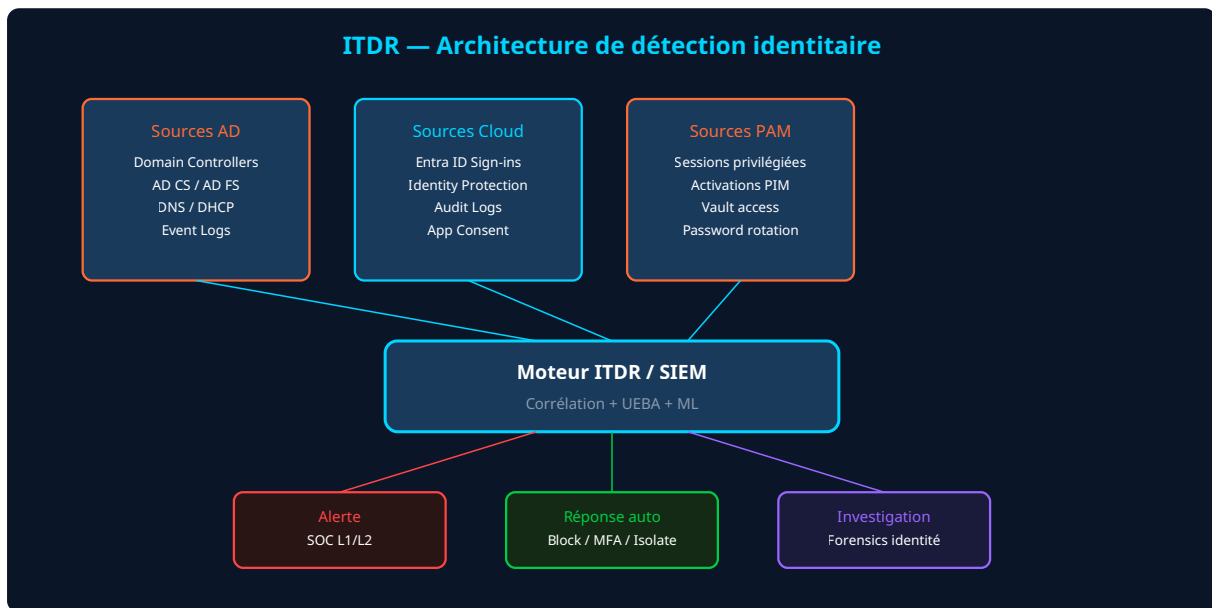 ITDR — Architecture de détection identitaire
Sources AD
Domain Controllers
AD CS / AD FS
DNS / DHCP
Event Logs
Sources Cloud
Entra ID Sign-ins
Identity Protection
Audit Logs
App Consent
Sources PAM
Sessions privilégiées
Activations PIM
Vault access
Password rotation
Moteur ITDR / SIEM
Corrélation + UEBA + ML
Alerte
SOC L1/L2
Réponse auto
Block / MFA / Isolate
Investigation
Forensics identité